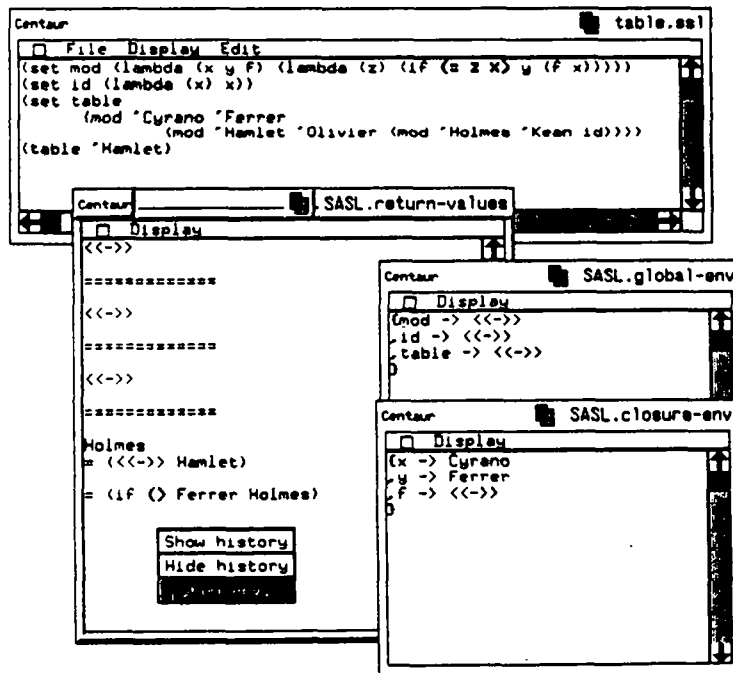 Centaur table.ssl
File Display Edit
(set mod (lambda (x y f) (lambda (z) (if (= z x) y (f x)))))
(set id (lambda (x) x))
(set table
(mod ^Cyrano ^Ferrer
(mod ^Hamlet ^Olivier (mod ^Holmes ^Kean id))))
(table ^Hamlet)
Centaur SASL.return-values
Display
<<->>
=============
<<->>
=============
<<->>
=============
Holmes
= (<<->> Hamlet)
= (if () Ferrer Holmes)
Show history
Hide history
Centaur SASL.global-env
Display
{mod -> <<->>
,id -> <<->>
,table -> <<->>
}
Centaur SASL.closure-env
Display
{x -> Cyrano
,y -> Ferrer
,f -> <<->>
}